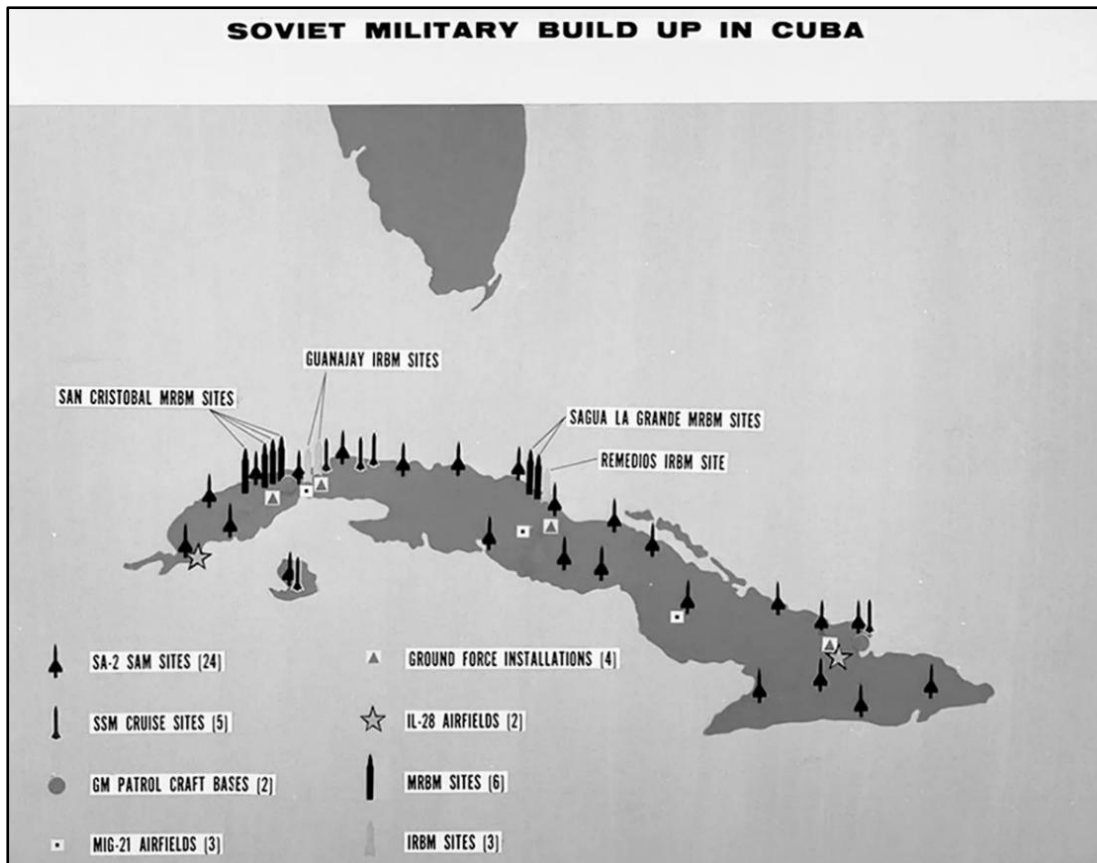 SOVIET MILITARY BUILD UP IN CUBA
GUANAJAY IRBM SITES
SAN CRISTOBAL MRBM SITES
SAGUA LA GRANDE MRBM SITES
REMEDIOS IRBM SITE
SA-2 SAM SITES (24)
GROUND FORCE INSTALLATIONS (4)
SSM CRUISE SITES (5)
IL-28 AIRFIELDS (2)
GM PATROL CRAFT BASES (2)
MRBM SITES (6)
MIG-21 AIRFIELDS (3)
IRBM SITES (3)